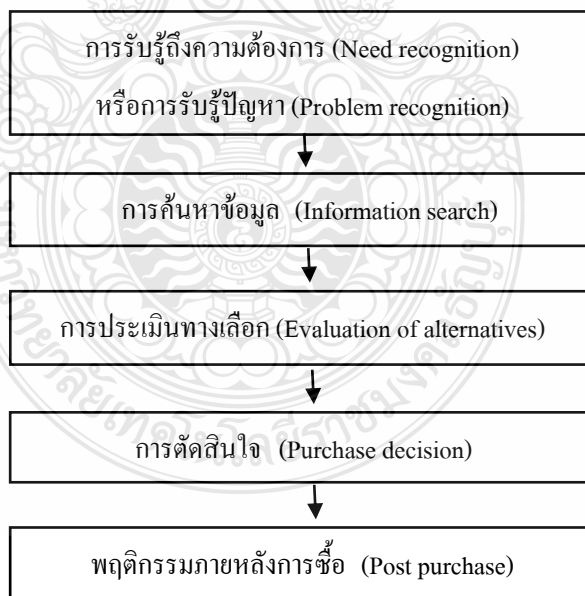 การรับรู้ถึงความต้องการ (Need recognition)
หรือการรับรู้ปัญหา (Problem recognition)
การค้นหาข้อมูล (Information search)
การประเมินทางเลือก (Evaluation of alternatives)
การตัดสินใจ (Purchase decision)
พฤติกรรมภายหลังการซื้อ (Post purchase)